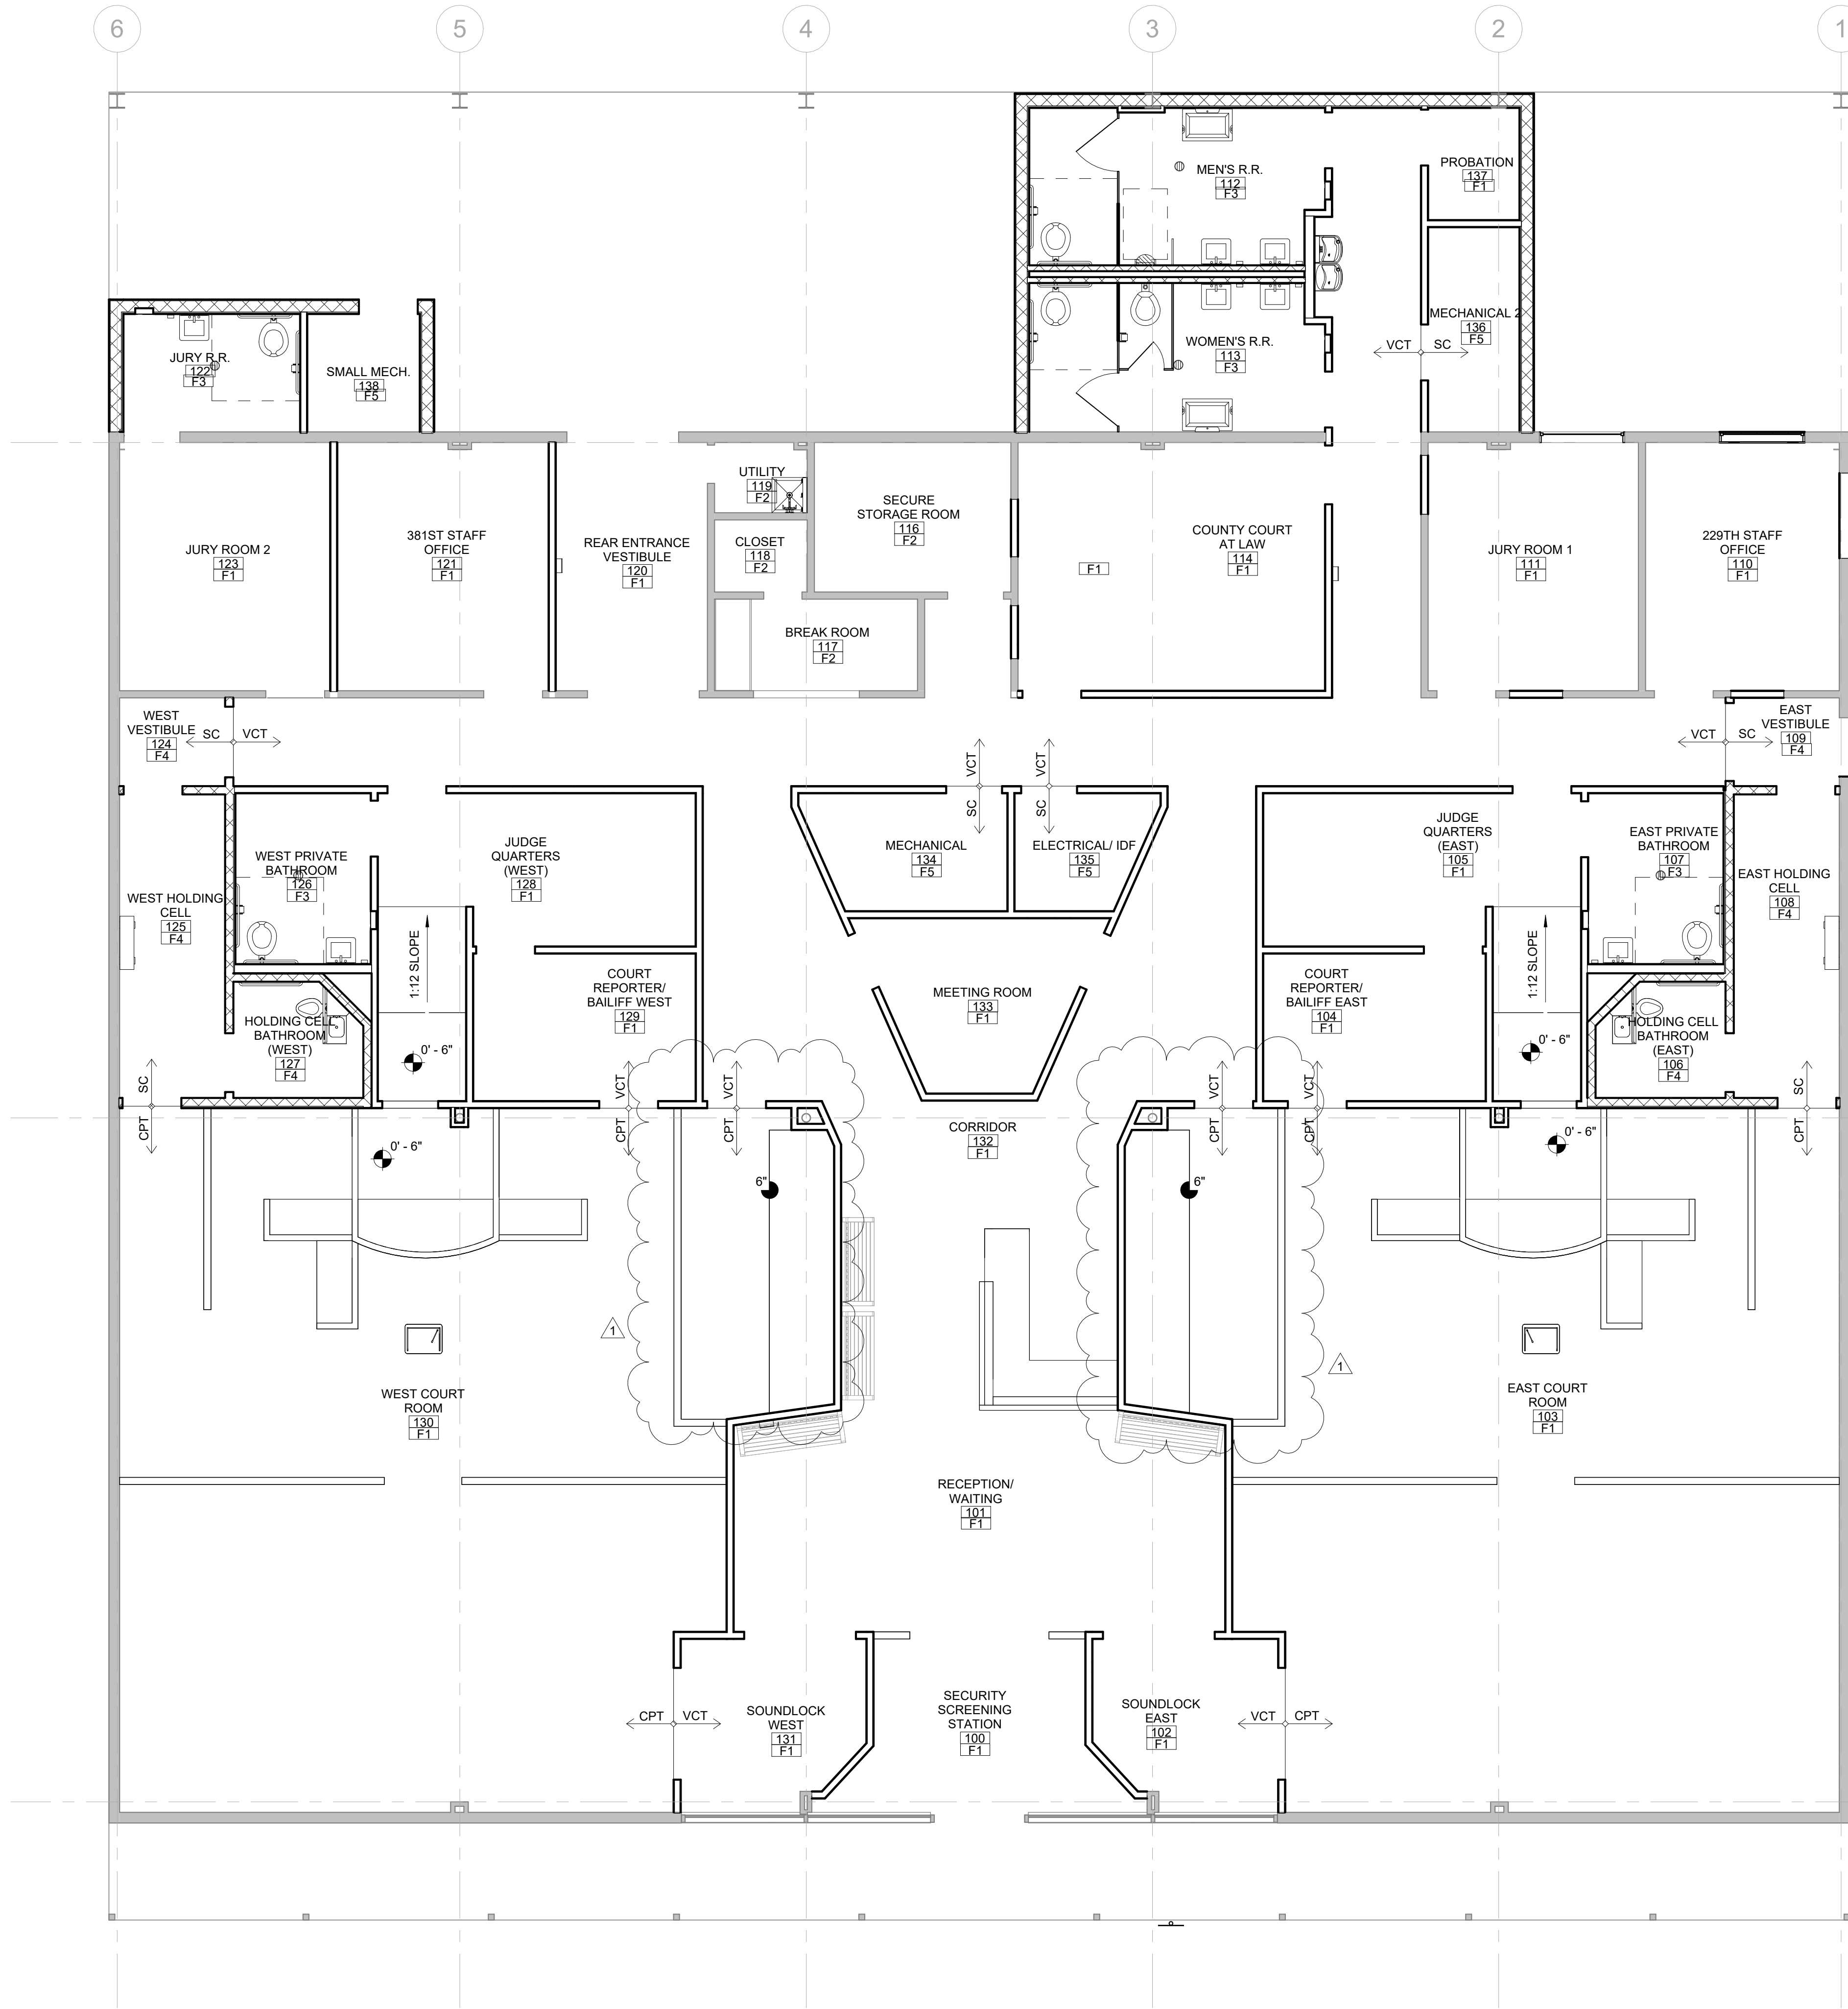 6
5
4
3
2
1
MEN'S R.R.
112
F3
PROBATION
137
F1
MECHANICAL 2
136
F5
WOMEN'S R.R.
113
F3
VCT
SC
JURY R.R.
122
F3
SMALL MECH.
138
F5
JURY ROOM 2
123
F1
381ST STAFF
OFFICE
121
F1
REAR ENTRANCE
VESTIBULE
120
F1
UTILITY
119
F2
CLOSET
118
F2
SECURE
STORAGE ROOM
116
F2
BREAK ROOM
117
F2
F1
COUNTY COURT
AT LAW
114
F1
JURY ROOM 1
111
F1
229TH STAFF
OFFICE
110
F1
WEST
VESTIBULE
124
F4
SC
VCT
VCT
SC
VCT
SC
VCT
SC
EAST
VESTIBULE
109
F4
WEST PRIVATE
BATHROOM
126
F3
JUDGE
QUARTERS
(WEST)
128
F1
MECHANICAL
134
F5
ELECTRICAL/ IDF
135
F5
JUDGE
QUARTERS
(EAST)
105
F1
EAST PRIVATE
BATHROOM
107
F3
WEST HOLDING
CELL
125
F4
EAST HOLDING
CELL
108
F4
1:12 SLOPE
1:12 SLOPE
COURT
REPORTER/
BAILIFF WEST
129
F1
MEETING ROOM
133
F1
COURT
REPORTER/
BAILIFF EAST
104
F1
HOLDING CELL
BATHROOM
(WEST)
127
F4
HOLDING CELL
BATHROOM
(EAST)
106
F4
0' - 6"
0' - 6"
SC
CPT
VCT
CPT
VCT
CPT
VCT
CPT
VCT
CPT
SC
CPT
CORRIDOR
132
F1
0' - 6"
0' - 6"
6"
6"
1
1
WEST COURT
ROOM
130
F1
EAST COURT
ROOM
103
F1
RECEPTION/
WAITING
101
F1
CPT
VCT
SOUNDLOCK
WEST
131
F1
SECURITY
SCREENING
STATION
100
F1
SOUNDLOCK
EAST
102
F1
VCT
CPT